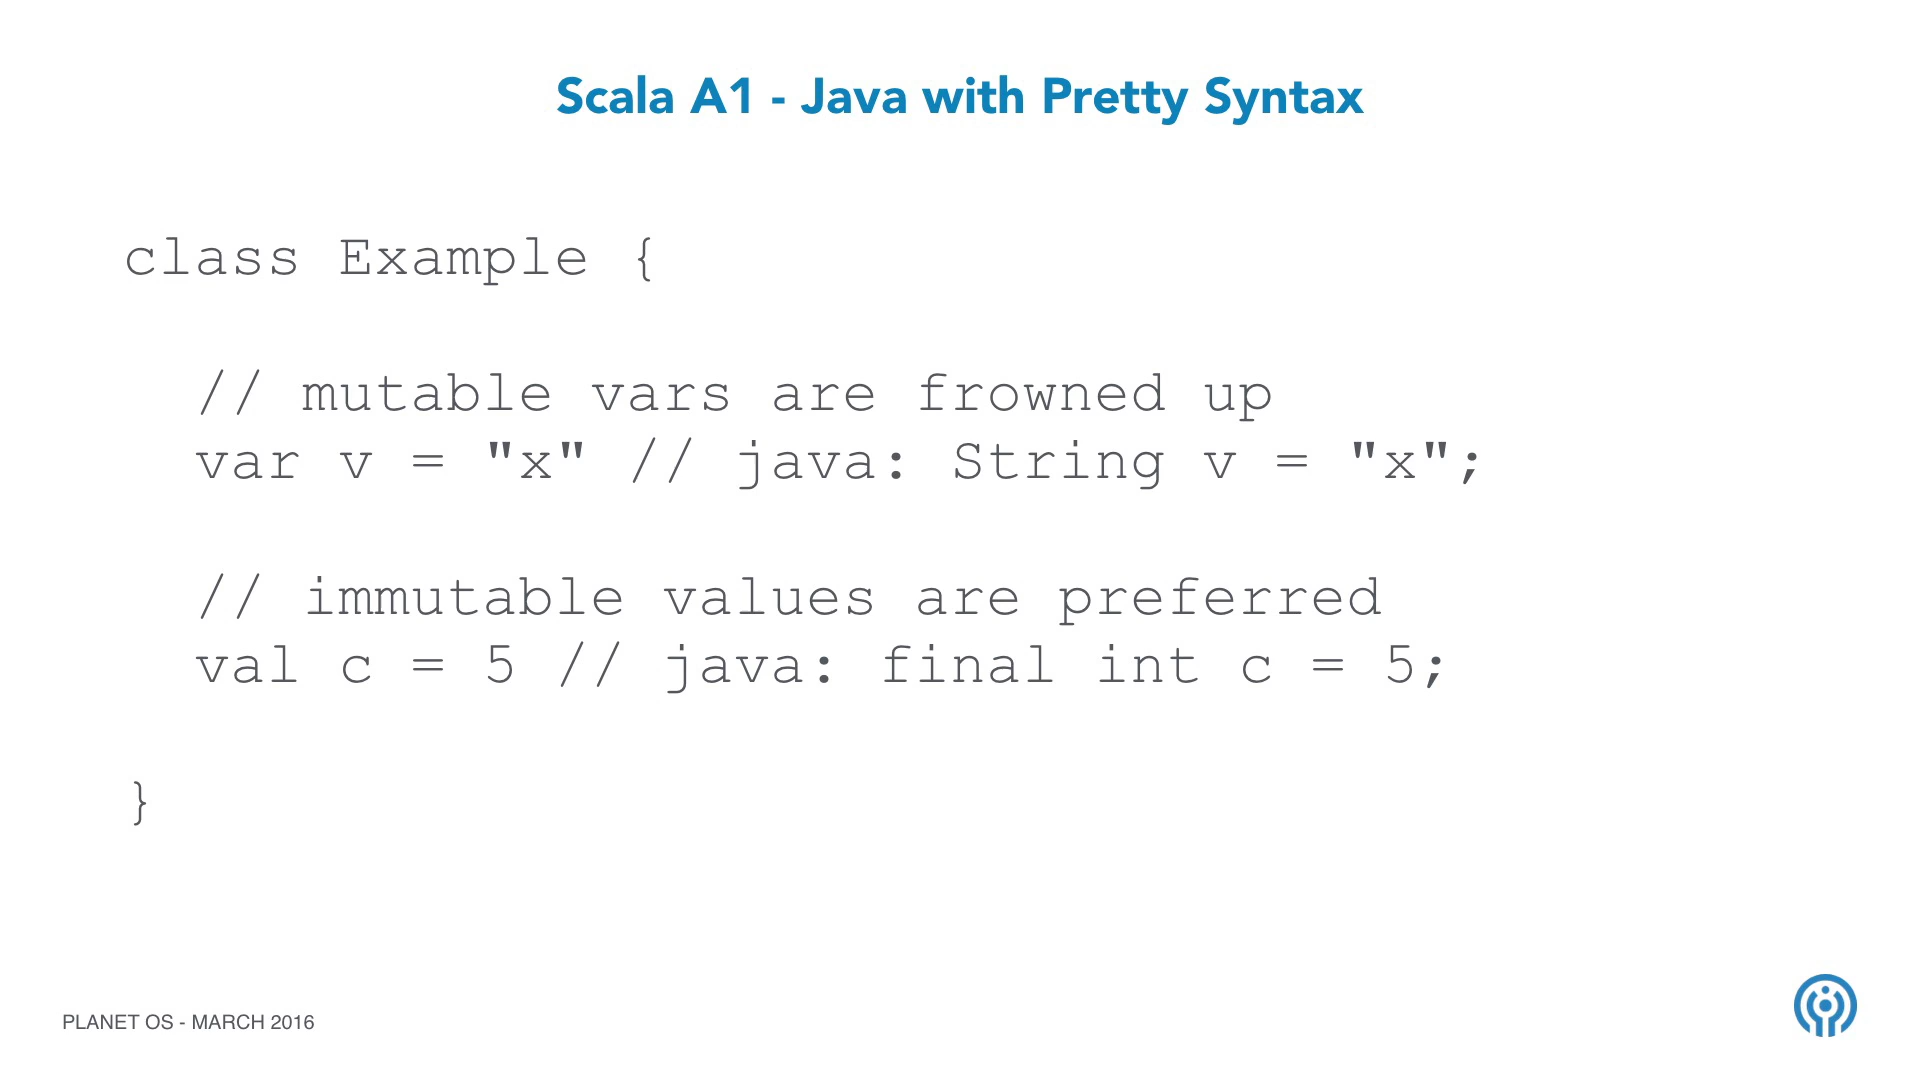 Scala A1 - Java with Pretty Syntax
class Example {
// mutable vars are frowned up
var v = "x" // java: String v = "x";
// immutable values are preferred
val c = 5 // java: final int c = 5;
}
PLANET OS - MARCH 2016